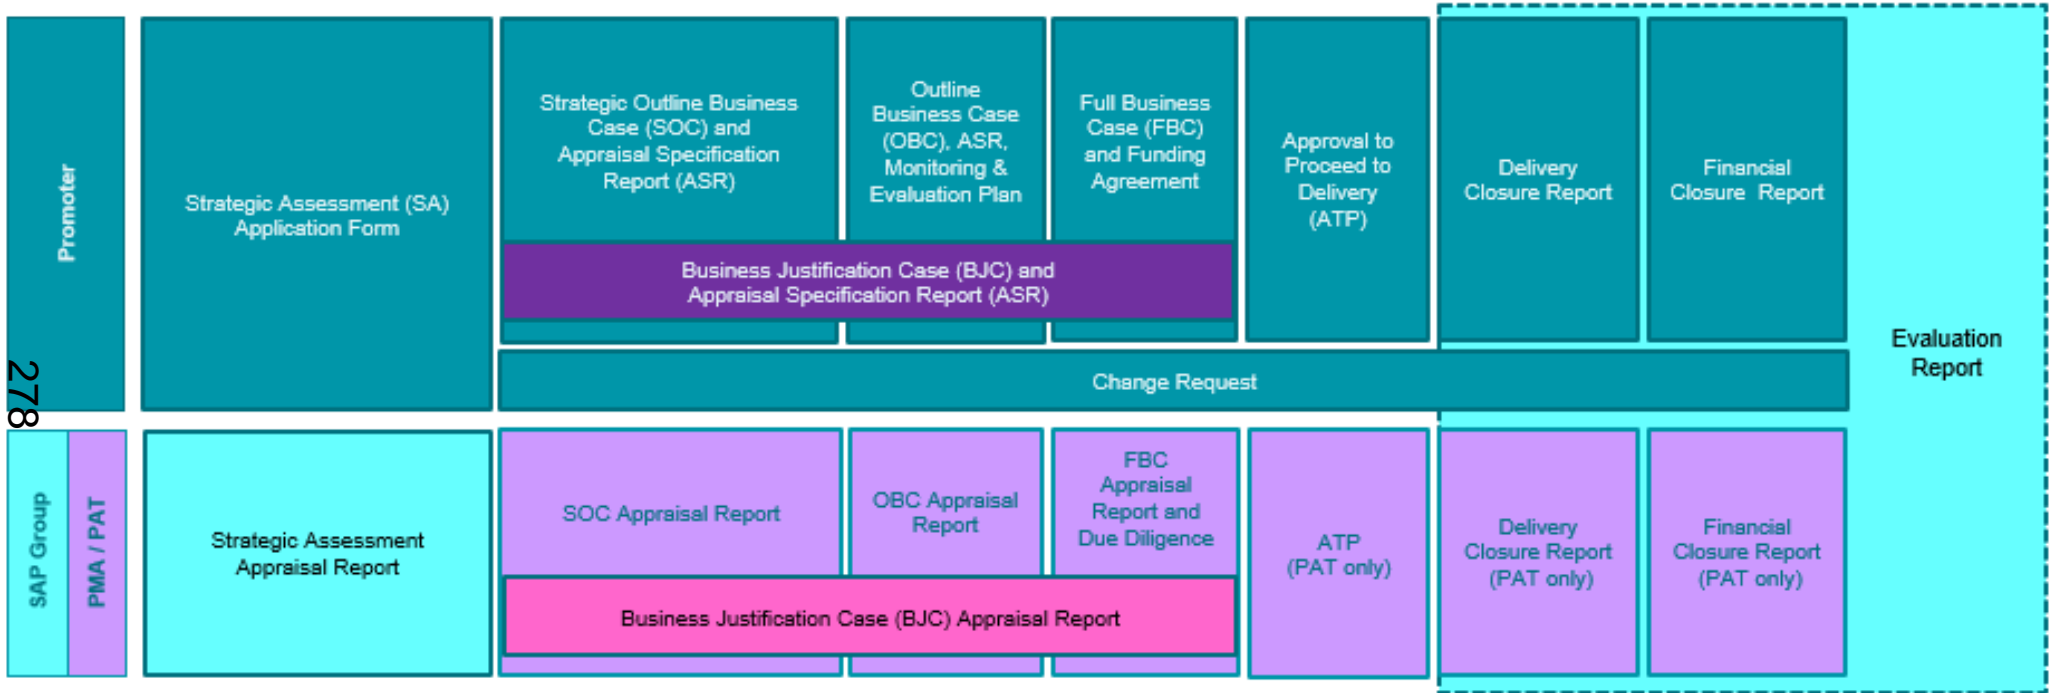 Promoter
Strategic Assessment (SA)
Application Form
Strategic Outline Business
Case (SOC) and
Appraisal Specification
Report (ASR)
Outline
Business Case
(OBC), ASR,
Monitoring &
Evaluation Plan
Full Business
Case (FBC)
and Funding
Agreement
Approval to
Proceed to
Delivery
(ATP)
Delivery
Closure Report
Financial
Closure Report
Business Justification Case (BJC) and
Appraisal Specification Report (ASR)
Change Request
Evaluation
Report
278
SAP Group
PMA / PAT
Strategic Assessment
Appraisal Report
SOC Appraisal Report
OBC Appraisal
Report
FBC
Appraisal
Report and
Due Diligence
ATP
(PAT only)
Delivery
Closure Report
(PAT only)
Financial
Closure Report
(PAT only)
Business Justification Case (BJC) Appraisal Report